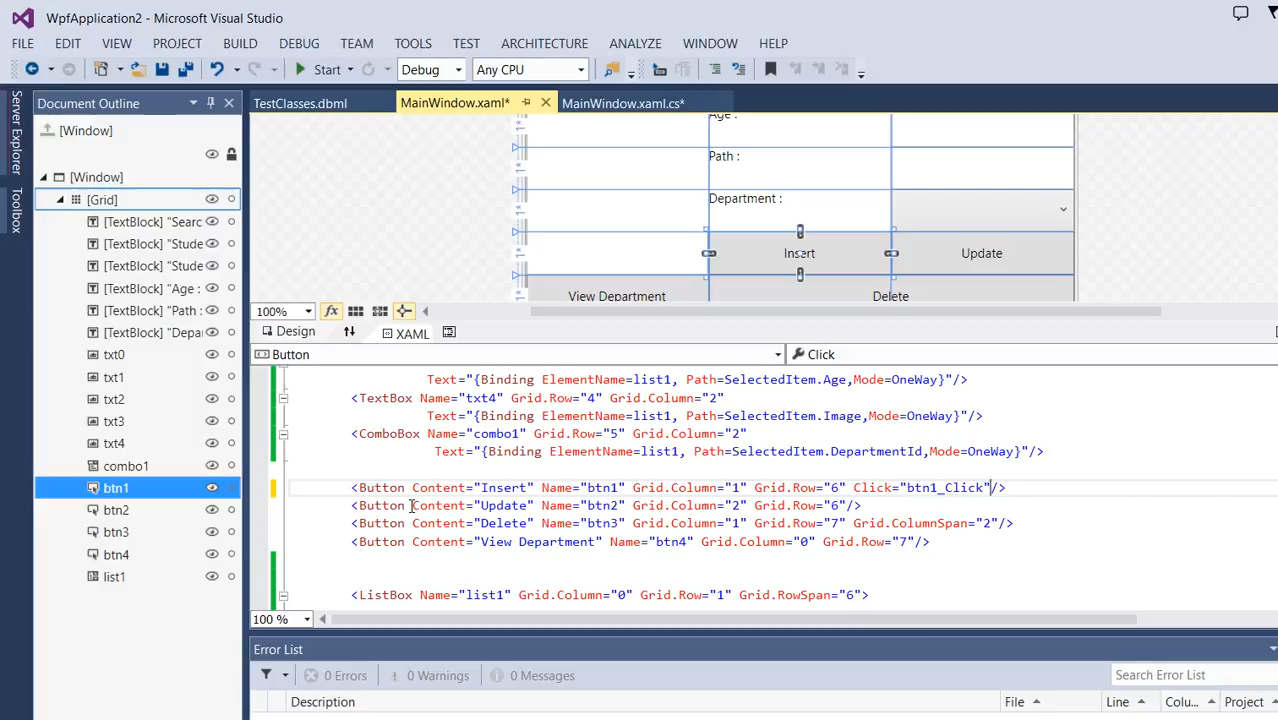 WpfApplication2 - Microsoft Visual Studio
FILE EDIT VIEW PROJECT BUILD DEBUG TEAM TOOLS TEST ARCHITECTURE ANALYZE WINDOW HELP
Start Debug Any CPU
Server Explorer
Toolbox
Document Outline
[Window]
[Window]
[Grid]
[TextBlock] "Searc
[TextBlock] "Stude
[TextBlock] "Stude
[TextBlock] "Age :
[TextBlock] "Path :
[TextBlock] "Depa
txt0
txt1
txt2
txt3
txt4
combo1
btn1
btn2
btn3
btn4
list1
TestClasses.dbml MainWindow.xaml* MainWindow.xaml.cs*
Age :
Path :
Department :
Insert Update
View Department Delete
100%
Design XAML
Button Click
Text="{Binding ElementName=list1, Path=SelectedItem.Age,Mode=OneWay}"/>
<TextBox Name="txt4" Grid.Row="4" Grid.Column="2"
Text="{Binding ElementName=list1, Path=SelectedItem.Image,Mode=OneWay}"/>
<ComboBox Name="combo1" Grid.Row="5" Grid.Column="2"
Text="{Binding ElementName=list1, Path=SelectedItem.DepartmentId,Mode=OneWay}"/>
<Button Content="Insert" Name="btn1" Grid.Column="1" Grid.Row="6" Click="btn1_Click"/>
<Button Content="Update" Name="btn2" Grid.Column="2" Grid.Row="6"/>
<Button Content="Delete" Name="btn3" Grid.Column="1" Grid.Row="7" Grid.ColumnSpan="2"/>
<Button Content="View Department" Name="btn4" Grid.Column="0" Grid.Row="7"/>
<ListBox Name="list1" Grid.Column="0" Grid.Row="1" Grid.RowSpan="6">
100 %
Error List
0 Errors 0 Warnings 0 Messages Search Error List
Description File Line Colu... Project